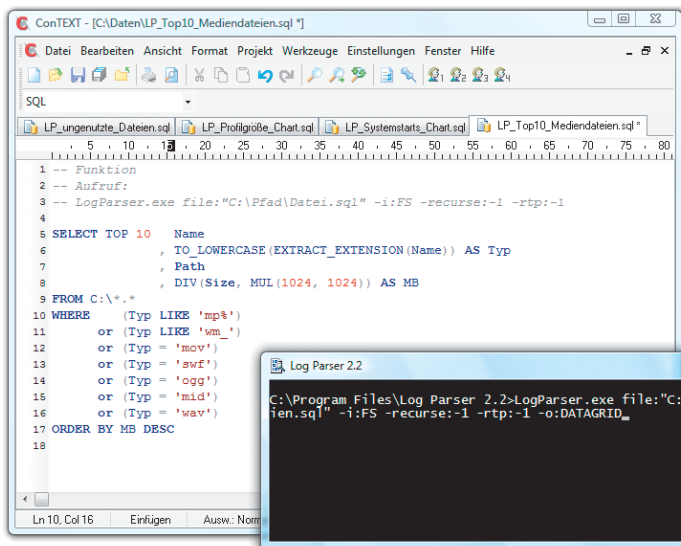 ConTEXT - [C:\Daten\LP_Top10_Mediendateien.sql *]
Datei Bearbeiten Ansicht Format Projekt Werkzeuge Einstellungen Fenster Hilfe
SQL
LP_ungenutzte_Dateien.sql LP_Profilgröße_Chart.sql LP_Systemstarts_Chart.sql LP_Top10_Mediendateien.sql *
5 10 15 20 25 30 35 40 45 50 55 60 65 70 75 80
1 -- Funktion
2 -- Aufruf:
3 -- LogParser.exe file:"C:\Pfad\Datei.sql" -i:FS -recurse:-1 -rtp:-1
4
5 SELECT TOP 10 Name
6 , TO_LOWERCASE(EXTRACT_EXTENSION(Name)) AS Typ
7 , Path
8 , DIV(Size, MUL(1024, 1024)) AS MB
9 FROM C:\*.*
10 WHERE (Typ LIKE 'mp%')
11 or (Typ LIKE 'wm_')
12 or (Typ = 'mov')
13 or (Typ = 'swf')
14 or (Typ = 'ogg')
15 or (Typ = 'mid')
16 or (Typ = 'wav')
17 ORDER BY MB DESC
18
Ln 10, Col 16 Einfügen Ausw.: Norm
Log Parser 2.2
C:\Program Files\Log Parser 2.2>LogParser.exe file:"C:
ien.sql" -i:FS -recurse:-1 -rtp:-1 -o:DATAGRID_